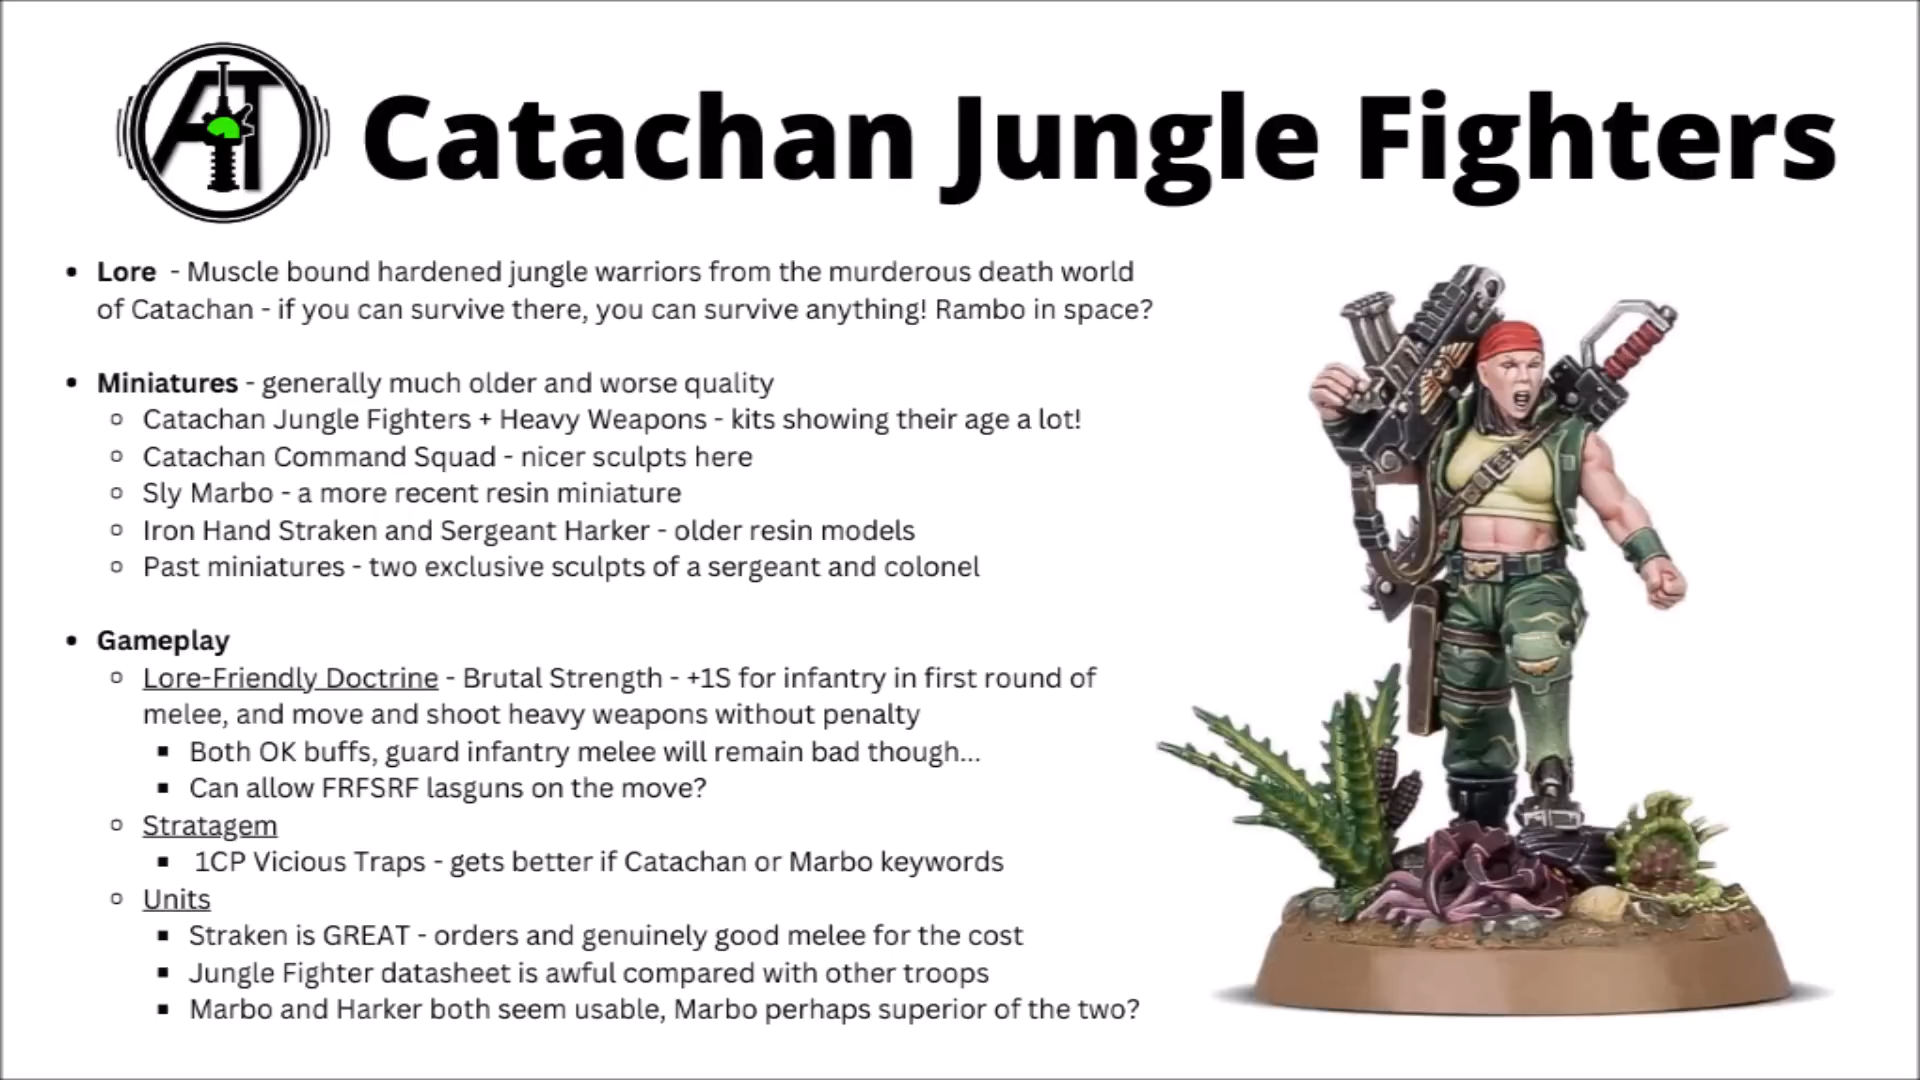 AT
Catachan Jungle Fighters
• Lore - Muscle bound hardened jungle warriors from the murderous death world
of Catachan - if you can survive there, you can survive anything! Rambo in space?
• Miniatures - generally much older and worse quality
○ Catachan Jungle Fighters + Heavy Weapons - kits showing their age a lot!
○ Catachan Command Squad - nicer sculpts here
○ Sly Marbo - a more recent resin miniature
○ Iron Hand Straken and Sergeant Harker - older resin models
○ Past miniatures - two exclusive sculpts of a sergeant and colonel
• Gameplay
○ Lore-Friendly Doctrine - Brutal Strength - +1S for infantry in first round of
melee, and move and shoot heavy weapons without penalty
▪ Both OK buffs, guard infantry melee will remain bad though...
▪ Can allow FRFSRF lasguns on the move?
○ Stratagem
▪ 1CP Vicious Traps - gets better if Catachan or Marbo keywords
○ Units
▪ Straken is GREAT - orders and genuinely good melee for the cost
▪ Jungle Fighter datasheet is awful compared with other troops
▪ Marbo and Harker both seem usable, Marbo perhaps superior of the two?